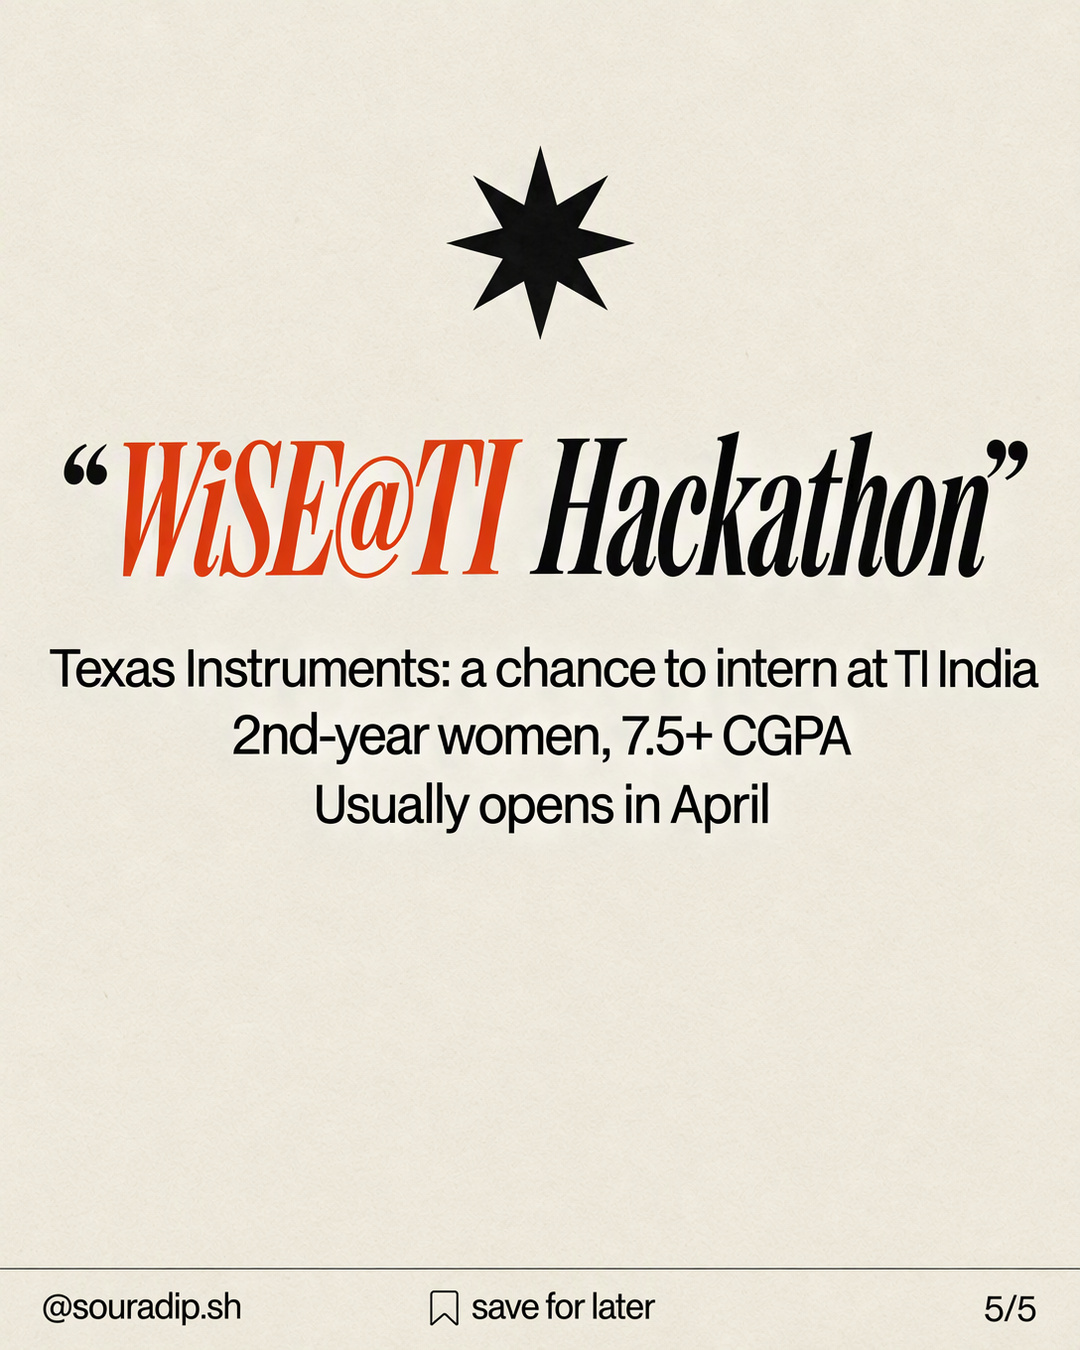 “WiSE@TI Hackathon”
Texas Instruments: a chance to intern at TI India
2nd-year women, 7.5+ CGPA
Usually opens in April
@souradip.sh
save for later
5/5